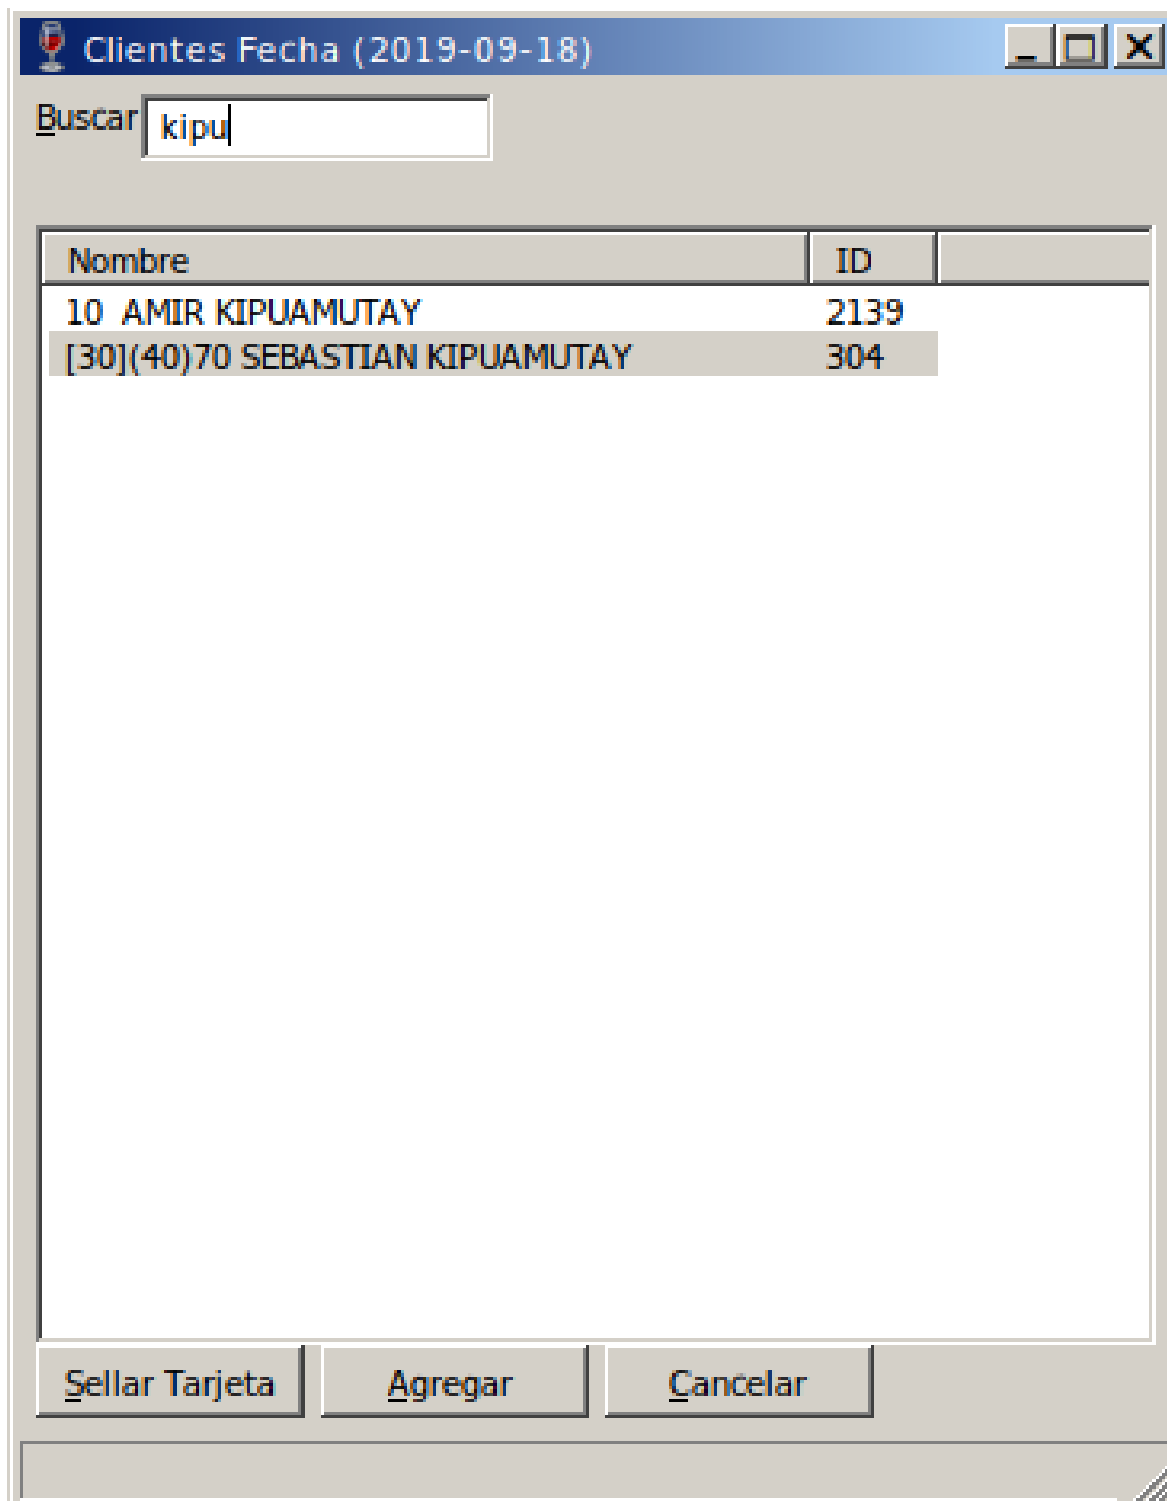 Clientes Fecha (2019-09-18)
Buscar kipu
Nombre ID
10 AMIR KIPUAMUTAY 2139
[30](40)70 SEBASTIAN KIPUAMUTAY 304
Sellar Tarjeta Agregar Cancelar